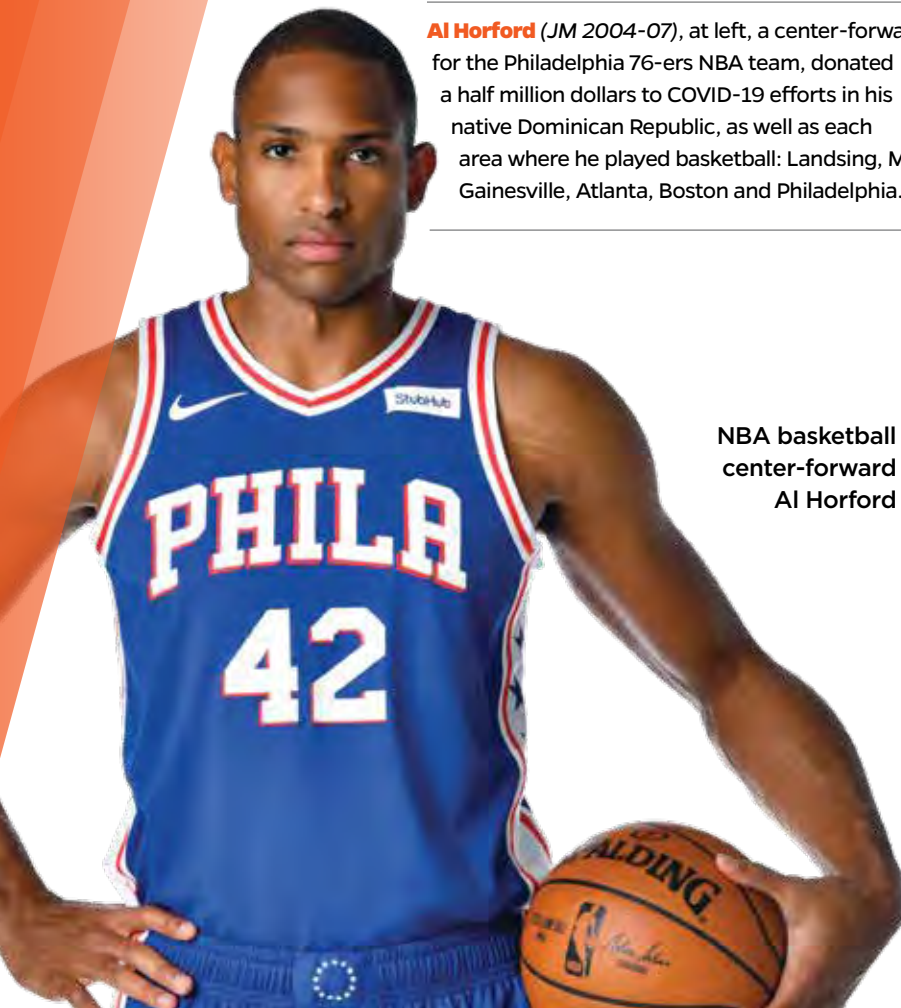 Al Horford (JM 2004-07), at left, a center-forwa
for the Philadelphia 76-ers NBA team, donated
a half million dollars to COVID-19 efforts in his
native Dominican Republic, as well as each
area where he played basketball: Landsing, M
Gainesville, Atlanta, Boston and Philadelphia.
StubHub
NBA basketball
center-forward
Al Horford
PHILA
42
ALDING